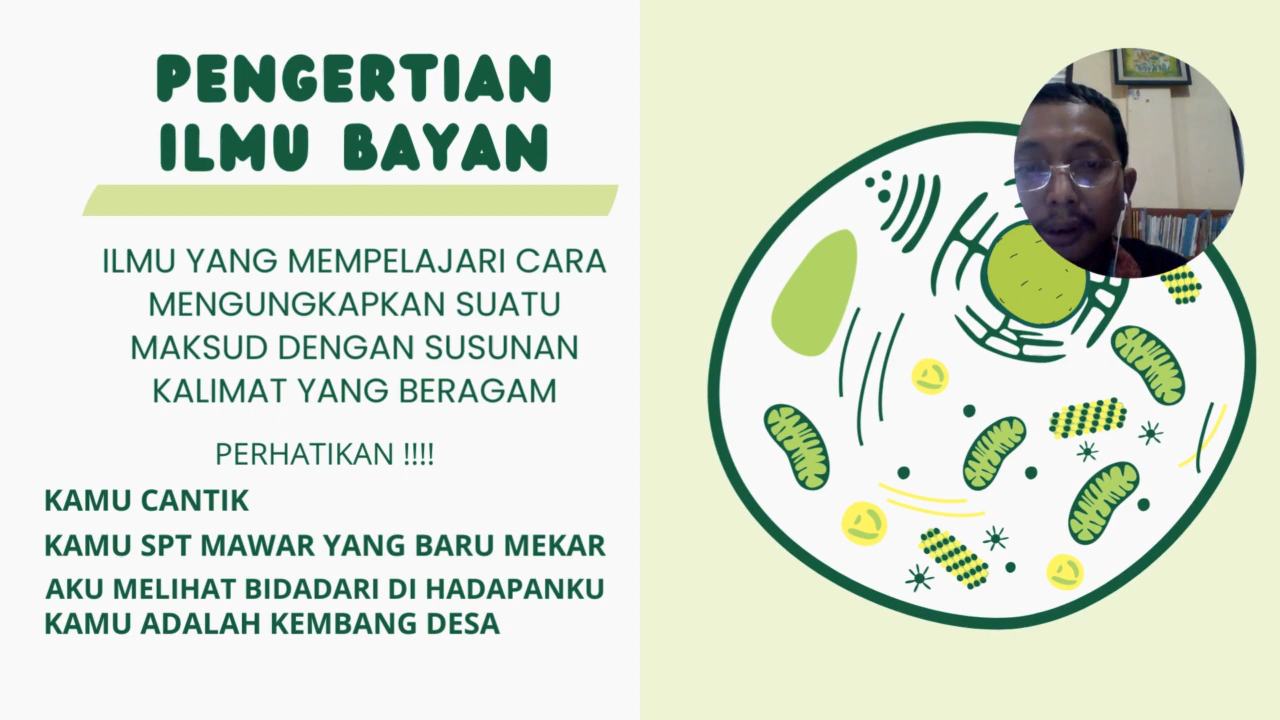 PENGERTIAN
ILMU BAYAN
ILMU YANG MEMPELAJARI CARA
MENGUNGKAPKAN SUATU
MAKSUD DENGAN SUSUNAN
KALIMAT YANG BERAGAM
PERHATIKAN !!!!
KAMU CANTIK
KAMU SPT MAWAR YANG BARU MEKAR
AKU MELIHAT BIDADARI DI HADAPANKU
KAMU ADALAH KEMBANG DESA